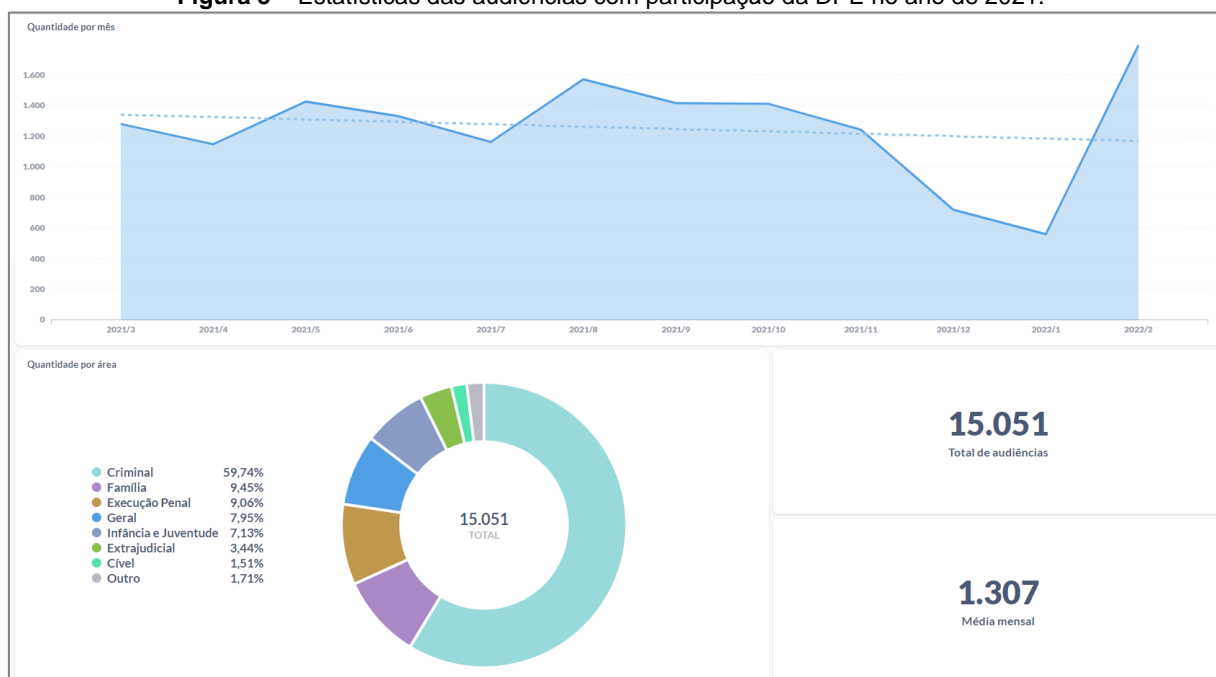 Figura – Estatísticas das audiências com participação da DPE no ano de 2021.
Quantidade por mês
1.600
1.400
1.200
1.000
800
600
400
200
0
2021/3 2021/4 2021/5 2021/6 2021/7 2021/8 2021/9 2021/10 2021/11 2021/12 2022/1 2022/2
Quantidade por área
Criminal 59,74%
Família 9,45%
Execução Penal 9,06%
Geral 7,95%
Infância e Juventude 7,13%
Extrajudicial 3,44%
Cível 1,51%
Outro 1,71%
15.051
TOTAL
15.051
Total de audiências
1.307
Média mensal